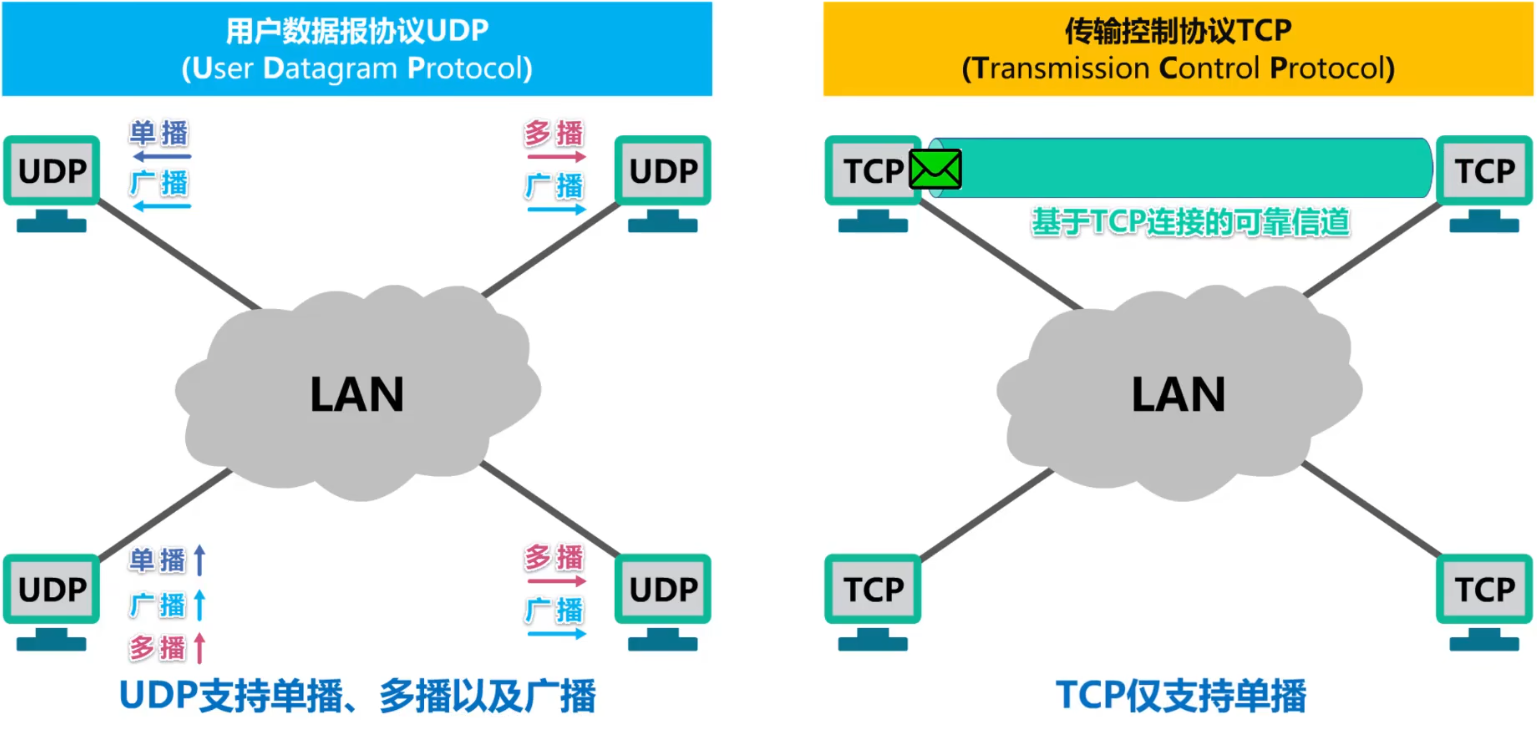 用户数据报协议UDP
(User Datagram Protocol)
单播
广播
多播
广播
UDP
UDP
LAN
UDP
单播
广播
多播
多播
广播
UDP
UDP支持单播、多播以及广播
传输控制协议TCP
(Transmission Control Protocol)
TCP
TCP
基于TCP连接的可靠信道
LAN
TCP
TCP
TCP仅支持单播